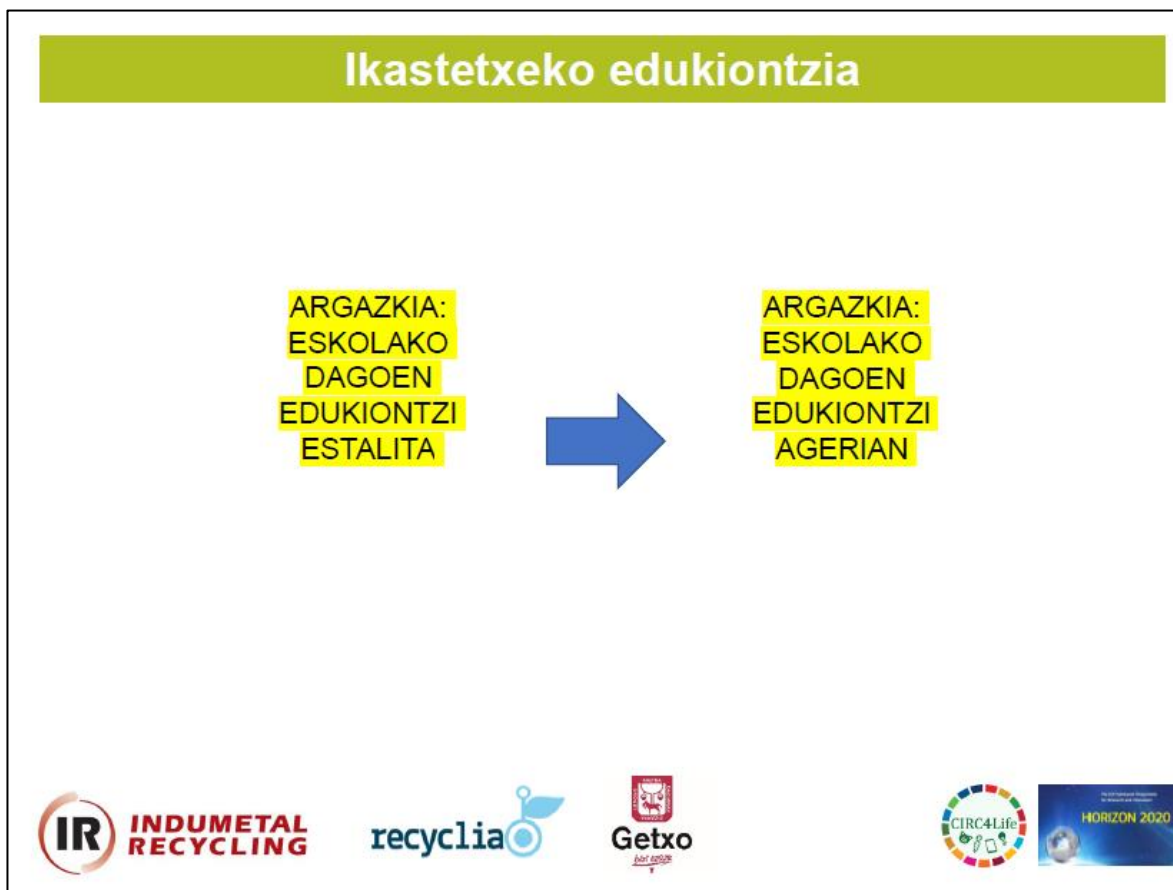 Ikastetxeko edukiontzia
ARGAZKIA:
ESKOLAKO
DAGOEN
EDUKIONTZI
ESTALITA
ARGAZKIA:
ESKOLAKO
DAGOEN
EDUKIONTZI
AGERIAN
IR INDUMETAL
RECYCLING
recyclia
Getxo
CIRC4Life
HORIZON 2020